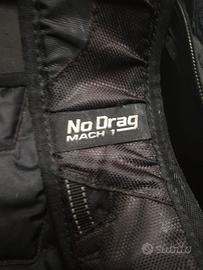 No Drag
MACH 1
subito